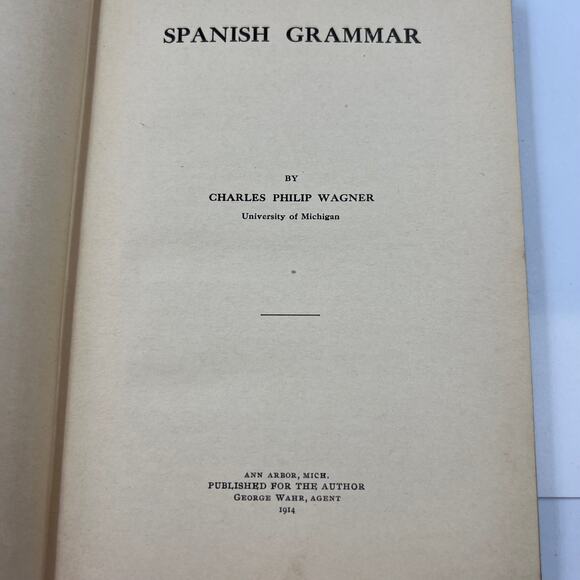 SPANISH GRAMMAR
BY
CHARLES PHILIP WAGNER
University of Michigan
ANN ARBOR, MICH.
PUBLISHED FOR THE AUTHOR
GEORGE WAHR, AGENT
1914